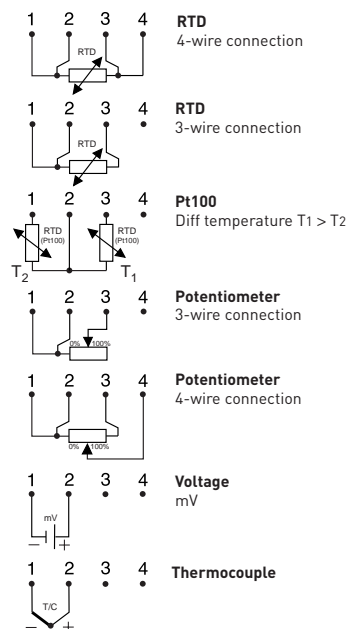 1 2 3 4
RTD
RTD
4-wire connection
1 2 3 4
RTD
RTD
3-wire connection
1 2 3 4
RTD
(Pt100)
RTD
(Pt100)
T2
T1
Pt100
Diff temperature T1 > T2
1 2 3 4
0% 100%
Potentiometer
3-wire connection
1 2 3 4
0% 100%
Potentiometer
4-wire connection
1 2 3 4
mV
– +
Voltage
mV
1 2 3 4
T/C
– +
Thermocouple